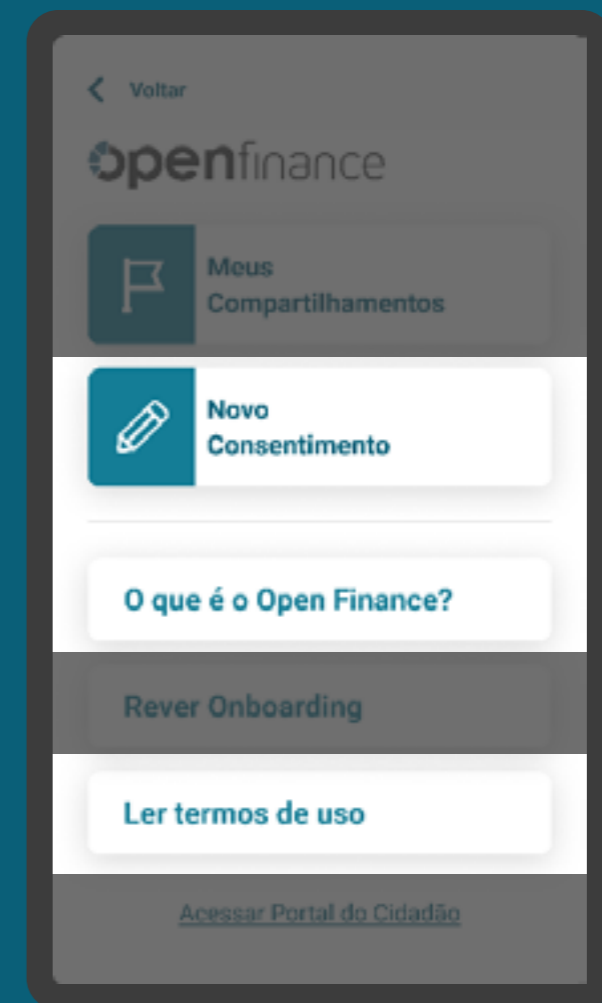 Voltar
openfinance
Meus
Compartilhamentos
Novo
Consentimento
O que é o Open Finance?
Rever Onboarding
Ler termos de uso
Acessar Portal do Cidadão